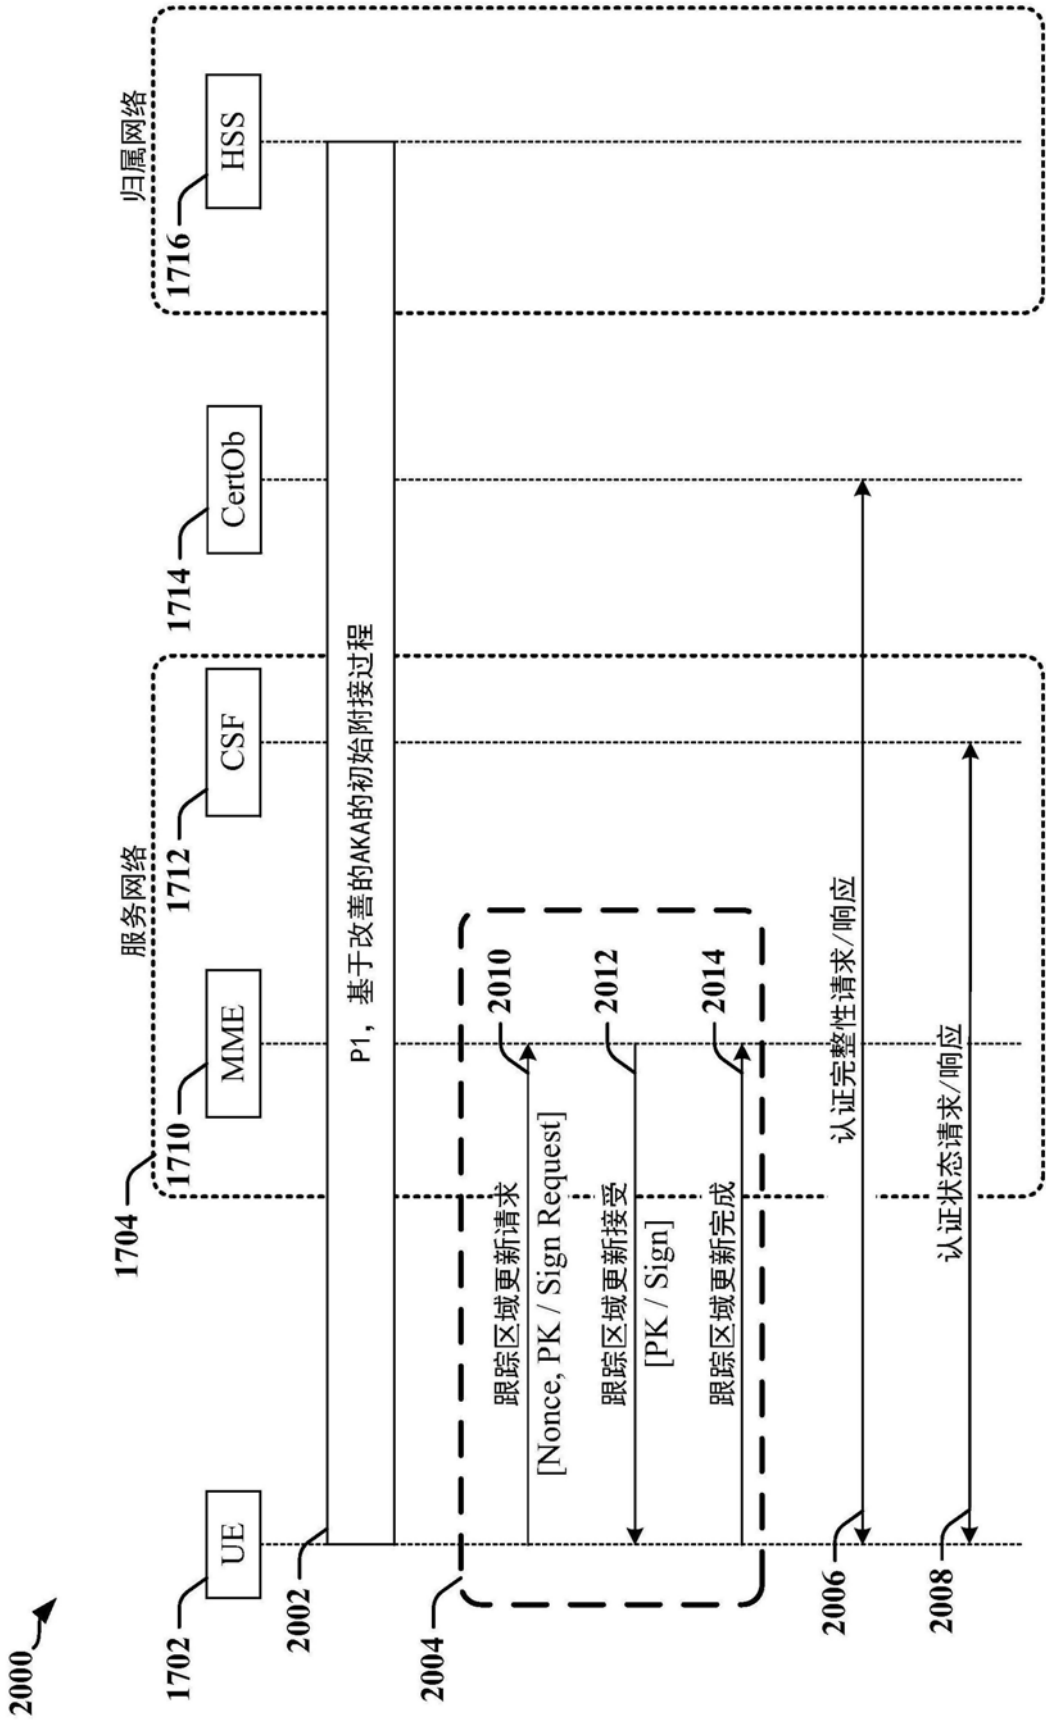 2000
服务网络
归属网络
1704
1702
UE
1710
MME
1712
CSF
1714
CertOb
1716
HSS
2002
P1，基于改善的AKA的初始附接过程
2004
跟踪区域更新请求
2010
[Nonce, PK / Sign Request]
跟踪区域更新接受
2012
[PK / Sign]
跟踪区域更新完成
2014
2006
认证完整性请求/响应
2008
认证状态请求/响应